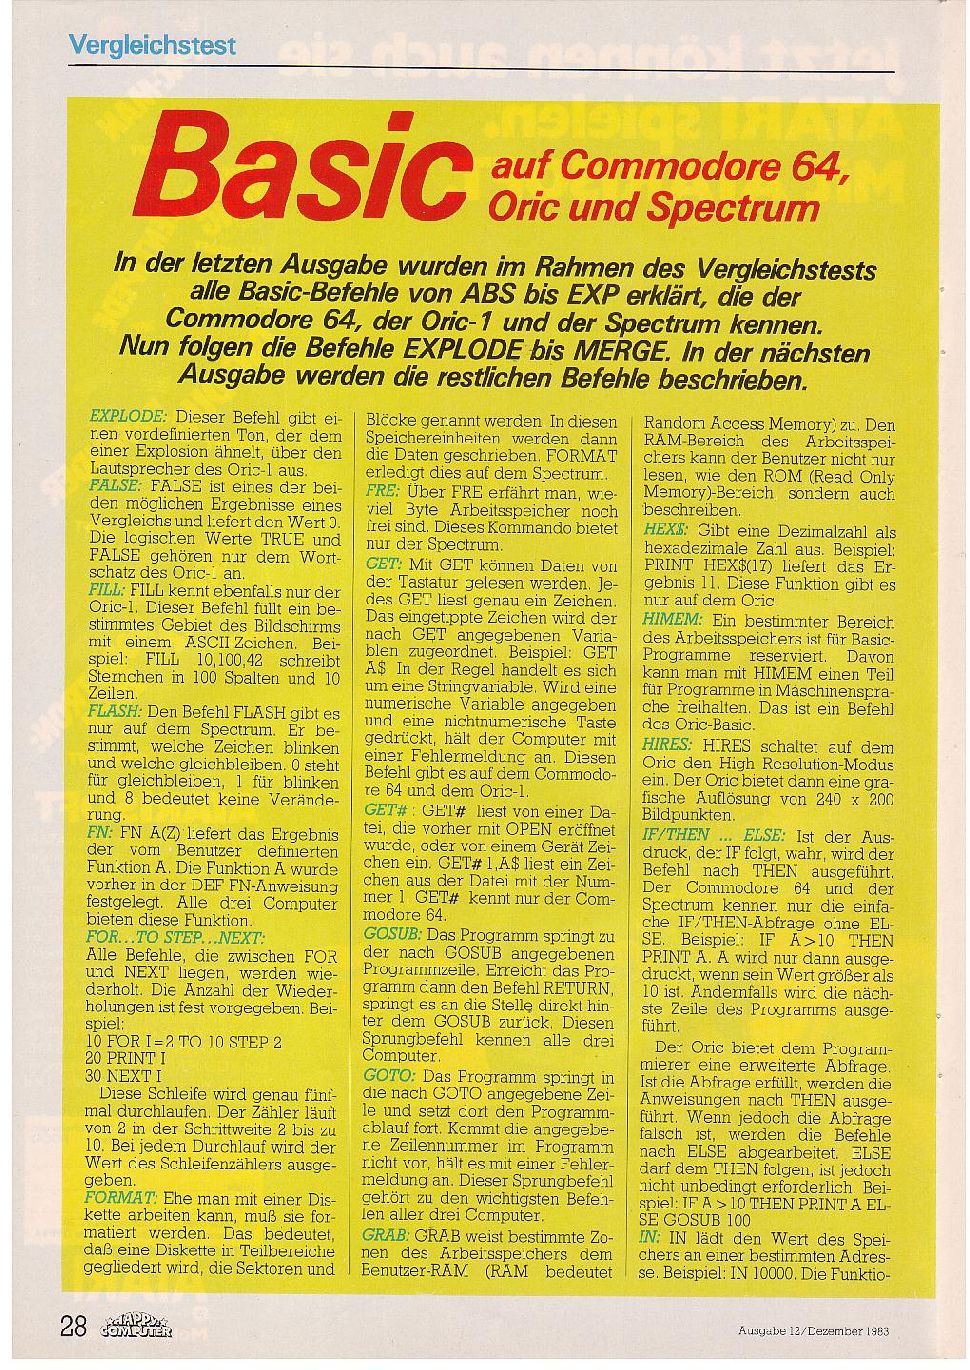 Vergleichstest
Basic auf Commodore 64,
Oric und Spectrum
In der letzten Ausgabe wurden im Rahmen des Vergleichstests
alle Basic-Befehle von ABS bis EXP erklärt, die der
Commodore 64, der Oric-1 und der Spectrum kennen.
Nun folgen die Befehle EXPLODE bis MERGE. In der nächsten
Ausgabe werden die restlichen Befehle beschrieben.
EXPLODE: Dieser Befehl gibt ei-
nen vordefinierten Ton, der dem
einer Explosion ähnelt, über den
Lautsprecher des Oric-1 aus.
FALSE: FALSE ist eines der bei-
den möglichen Ergebnisse eines
Vergleichs und liefert den Wert 0.
Die logischen Werte TRUE und
FALSE gehören nur dem Wort-
schatz des Oric-1 an.
FILL: FILL kennt ebenfalls nur der
Oric-1. Dieser Befehl füllt ein be-
stimmtes Gebiet des Bildschirms
mit einem ASCII-Zeichen. Bei-
spiel: FILL 10,100,42 schreibt
Sternchen in 100 Spalten und 10
Zeilen.
FLASH: Den Befehl FLASH gibt es
nur auf dem Spectrum. Er be-
stimmt, welche Zeichen blinken
und welche gleichbleiben. 0 steht
für gleichbleiben, 1 für blinken
und 8 bedeutet keine Verände-
rung.
FN: FN A(Z) liefert das Ergebnis
der vom Benutzer definierten
Funktion A. Die Funktion A wurde
vorher in der DEF FN-Anweisung
festgelegt. Alle drei Computer
bieten diese Funktion.
FOR...TO STEP...NEXT:
Alle Befehle, die zwischen FOR
und NEXT liegen, werden wie-
derholt. Die Anzahl der Wieder-
holungen ist fest vorgegeben. Bei-
spiel:
10 FOR I=2 TO 10 STEP 2
20 PRINT I
30 NEXT I
Diese Schleife wird genau fünf-
mal durchlaufen. Der Zähler läuft
von 2 in der Schrittweite 2 bis zu
10. Bei jedem Durchlauf wird der
Wert des Schleifenzählers ausge-
geben.
FORMAT: Ehe man mit einer Dis-
kette arbeiten kann, muß sie for-
matiert werden. Das bedeutet,
daß eine Diskette in Teilbereiche
gegliedert wird, die Sektoren und
Blöcke genannt werden. In diesen
Speichereinheiten werden dann
die Daten geschrieben. FORMAT
erledigt dies auf dem Spectrum.
FRE: Über FRE erfährt man, wie-
viel Byte Arbeitsspeicher noch
frei sind. Dieses Kommando bietet
nur der Spectrum.
GET: Mit GET können Daten von
der Tastatur gelesen werden. Je-
des GET liest genau ein Zeichen.
Das eingetippte Zeichen wird der
nach GET angegebenen Varia-
blen zugeordnet. Beispiel: GET
A$ In der Regel handelt es sich
um eine Stringvariable. Wird eine
numerische Variable angegeben
und eine nichtnumerische Taste
gedrückt, hält der Computer mit
einer Fehlermeldung an. Diesen
Befehl gibt es auf dem Commodo-
re 64 und dem Oric-1.
GET#: GET# liest von einer Da-
tei, die vorher mit OPEN eröffnet
wurde, oder von einem Gerät Zei-
chen ein. GET# 1,A$ liest ein Zei-
chen aus der Datei mit der Num-
mer 1 GET# kennt nur der Com-
modore 64.
GOSUB: Das Programm springt zu
der nach GOSUB angegebenen
Programmzeile. Erreicht das Pro-
gramm dann den Befehl RETURN,
springt es an die Stelle direkt hin-
ter dem GOSUB zurück. Diesen
Sprungbefehl kennen alle drei
Computer.
GOTO: Das Programm springt in
die nach GOTO angegebene Zei-
le und setzt dort den Programm-
ablauf fort. Kommt die angegebe-
ne Zeilennummer im Programm
nicht vor, hält es mit einer Fehler-
meldung an. Dieser Sprungbefehl
gehört zu den wichtigsten Befeh-
len aller drei Computer.
GRAB: GRAB weist bestimmte Zo-
nen des Arbeitsspeichers dem
Benutzer-RAM (RAM bedeutet
Random Access Memory) zu. Den
RAM-Bereich des Arbeitsspei-
chers kann der Benutzer nicht nur
lesen, wie den ROM (Read Only
Memory)-Bereich, sondern auch
beschreiben.
HEX$: Gibt eine Dezimalzahl als
hexadezimale Zahl aus. Beispiel:
PRINT HEX$(17) liefert das Er-
gebnis 11. Diese Funktion gibt es
nur auf dem Oric
HIMEM: Ein bestimmter Bereich
des Arbeitsspeichers ist für Basic-
Programme reserviert. Davon
kann man mit HIMEM einen Teil
für Programme in Maschinenspra-
che freihalten. Das ist ein Befehl
des Oric-Basic.
HIRES: HIRES schaltet auf dem
Oric den High Resolution-Modus
ein. Der Oric bietet dann eine gra-
fische Auflösung von 240 x 200
Bildpunkten.
IF/THEN ... ELSE: Ist der Aus-
druck, der IF folgt, wahr, wird der
Befehl nach THEN ausgeführt.
Der Commodore 64 und der
Spectrum kennen nur die einfa-
che IF/THEN-Abfrage ohne EL-
SE. Beispiel: IF A>10 THEN
PRINT A. A wird nur dann ausge-
druckt, wenn sein Wert größer als
10 ist. Andernfalls wird die näch-
ste Zeile des Programms ausge-
führt.
Der Oric bietet dem Program-
mierer eine erweiterte Abfrage.
Ist die Abfrage erfüllt, werden die
Anweisungen nach THEN ausge-
führt. Wenn jedoch die Abfrage
falsch ist, werden die Befehle
nach ELSE abgearbeitet. ELSE
darf dem THEN folgen, ist jedoch
nicht unbedingt erforderlich. Bei-
spiel: IF A > 10 THEN PRINT A EL-
SE GOSUB 100
IN: IN lädt den Wert des Spei-
chers an einer bestimmten Adres-
se. Beispiel: IN 10000. Die Funktio-
28 HAPPY COMPUTER
Ausgabe 12/Dezember 1983